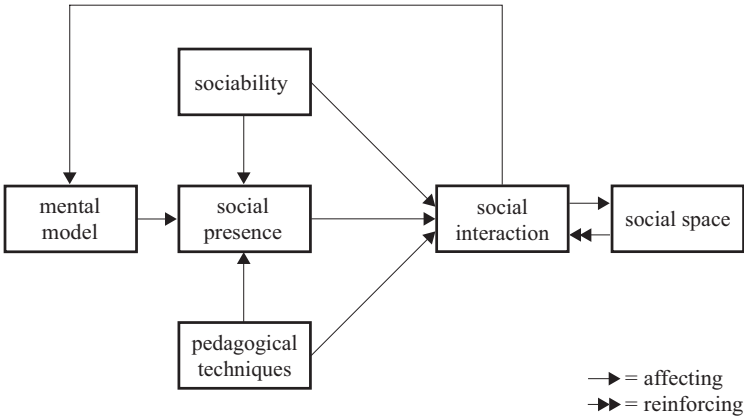 sociability
mental
model
social
presence
social
interaction
social space
pedagogical
techniques
= affecting
= reinforcing